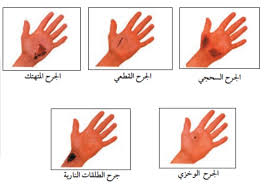 الجرح السحجي
الجرح القطعي
الجرح المتهتك
الجرح الوخزي
جرح الطلقات النارية